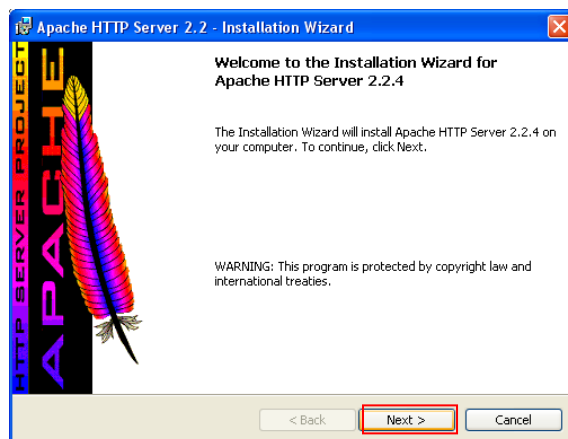 Apache HTTP Server 2.2 - Installation Wizard
HTTP SERVER PROJECT
APACHE
Welcome to the Installation Wizard for
Apache HTTP Server 2.2.4
The Installation Wizard will install Apache HTTP Server 2.2.4 on
your computer. To continue, click Next.
WARNING: This program is protected by copyright law and
international treaties.
< Back
Next >
Cancel